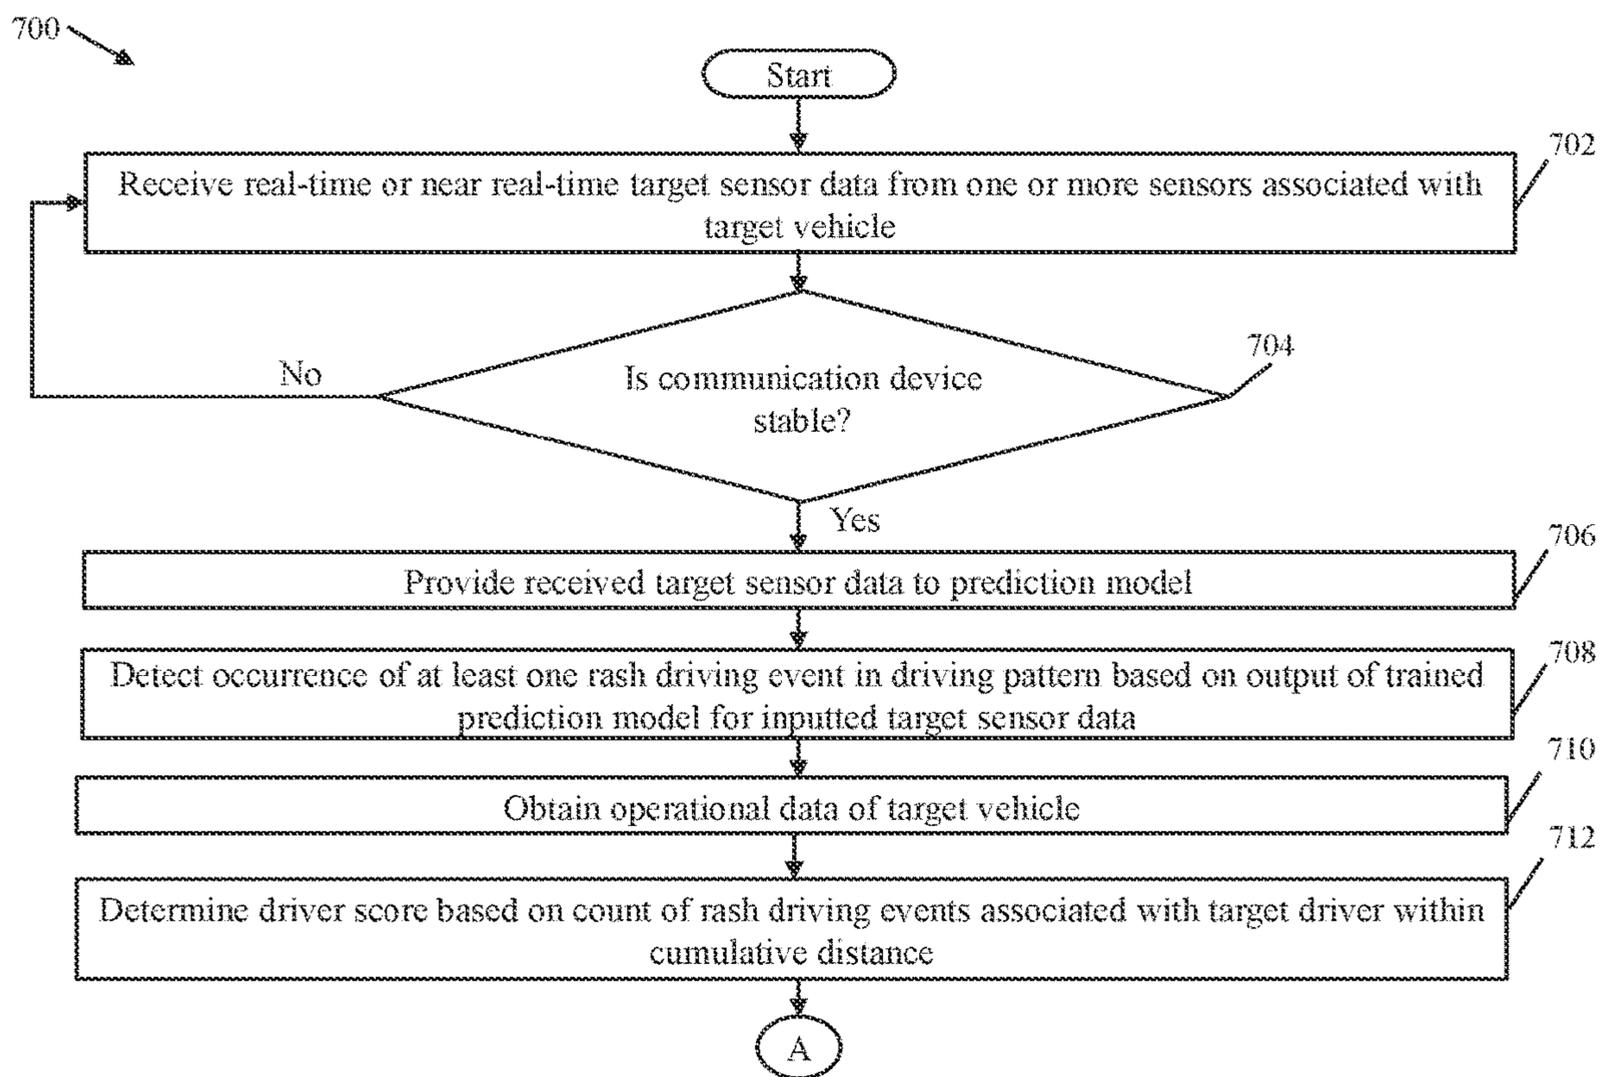 700
Start
702
Receive real-time or near real-time target sensor data from one or more sensors associated with
target vehicle
704
No
Is communication device
stable?
Yes
706
Provide received target sensor data to prediction model
708
Detect occurrence of at least one rash driving event in driving pattern based on output of trained
prediction model for inputted target sensor data
710
Obtain operational data of target vehicle
712
Determine driver score based on count of rash driving events associated with target driver within
cumulative distance
A